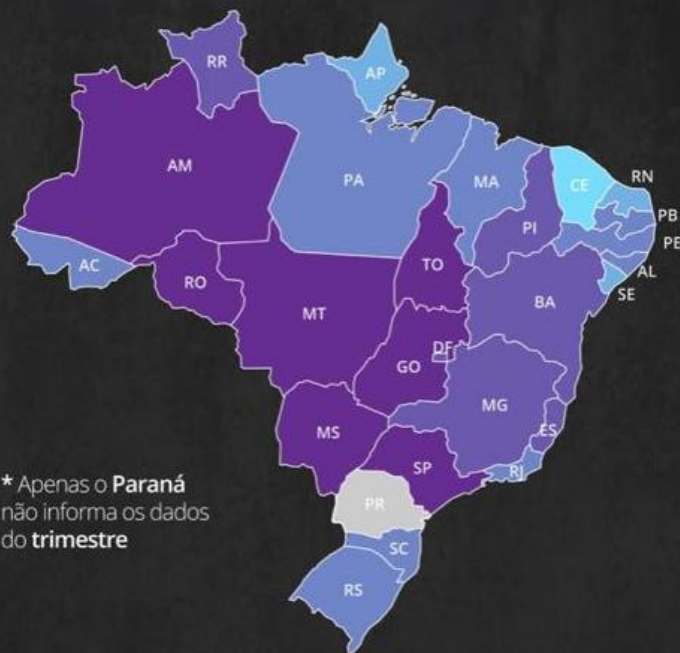 RR
AP
AM
PA
MA
CE
RN
PI
PB
PE
AC
TO
AL
RO
SE
BA
MT
DF
GO
MG
MS
ES
SP
RJ
PR
SC
RS
* Apenas o Paraná
não informa os dados
do trimestre